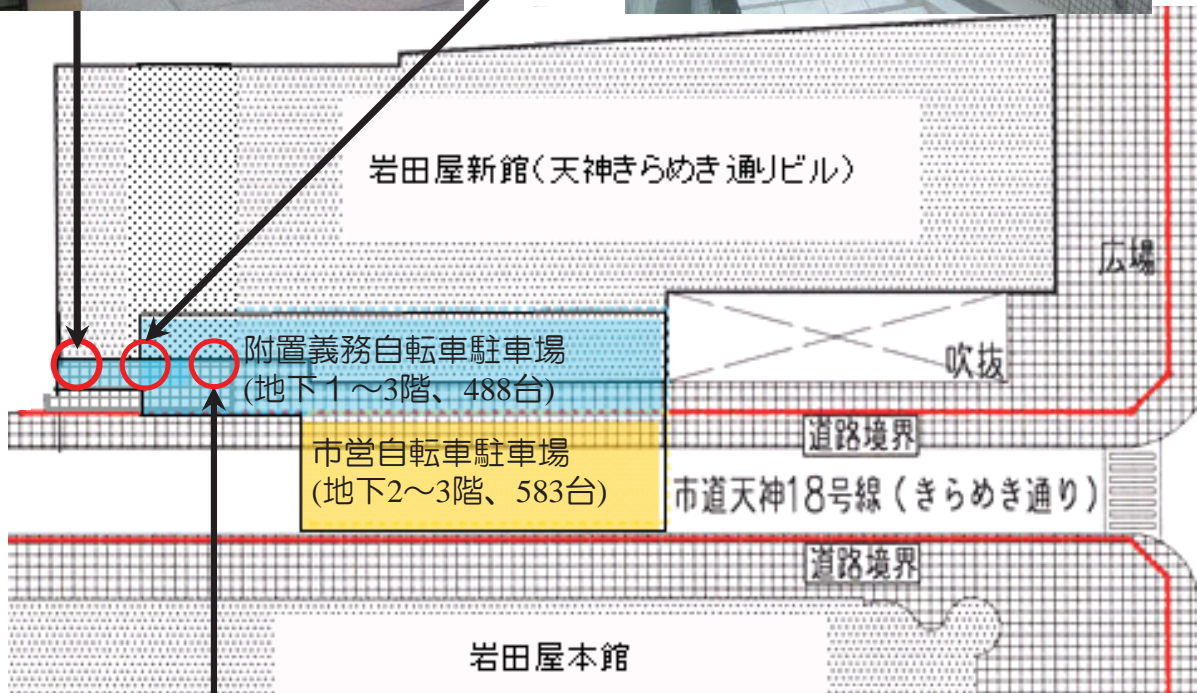 岩田屋新館(天神きらめき通りビル)
広場
附置義務自転車駐車場
(地下1～3階、488台)
吹抜
道路境界
市営自転車駐車場
(地下2～3階、583台)
市道天神18号線(きらめき通り)
道路境界
岩田屋本館